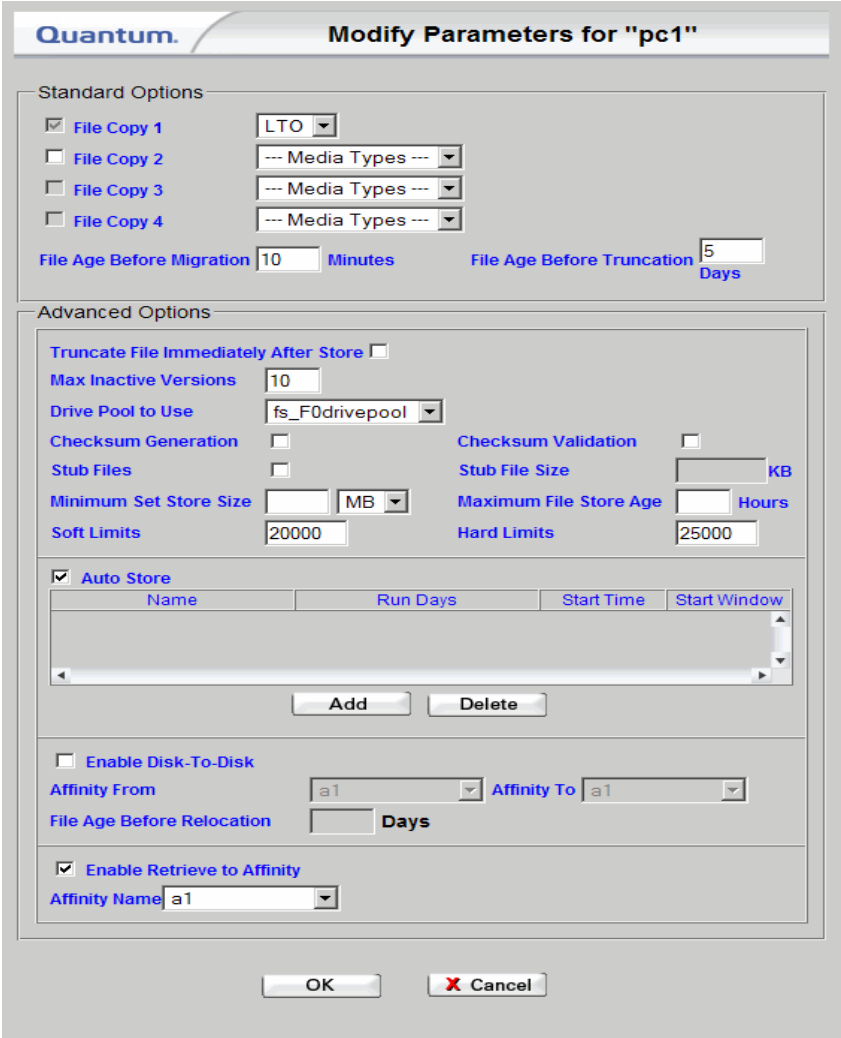 Quantum. Modify Parameters for "pc1"
Standard Options
File Copy 1 LTO
File Copy 2 --- Media Types ---
File Copy 3 --- Media Types ---
File Copy 4 --- Media Types ---
File Age Before Migration 10 Minutes File Age Before Truncation 5 Days
Advanced Options
Truncate File Immediately After Store
Max Inactive Versions 10
Drive Pool to Use fs_F0drivepool
Checksum Generation Checksum Validation
Stub Files Stub File Size KB
Minimum Set Store Size MB Maximum File Store Age Hours
Soft Limits 20000 Hard Limits 25000
Auto Store
Name Run Days Start Time Start Window
Add Delete
Enable Disk-To-Disk
Affinity From a1 Affinity To a1
File Age Before Relocation Days
Enable Retrieve to Affinity
Affinity Name a1
OK X Cancel